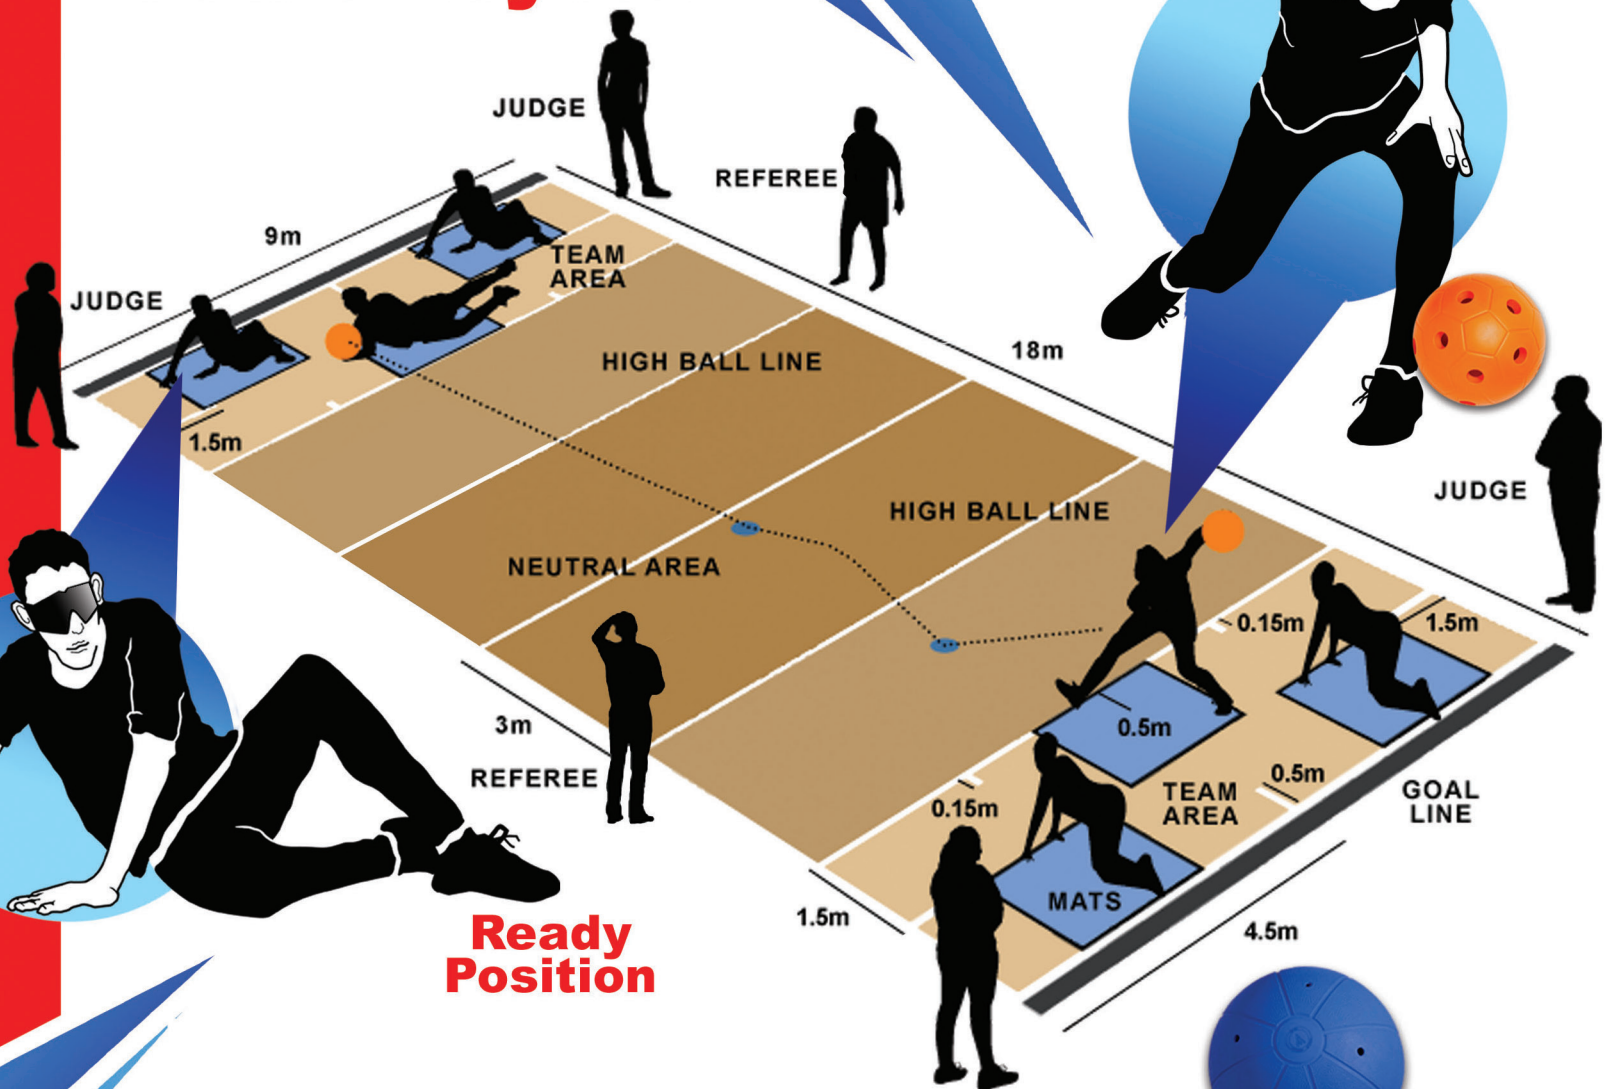 JUDGE
REFEREE
9m
TEAM
AREA
JUDGE
18m
HIGH BALL LINE
1.5m
JUDGE
HIGH BALL LINE
NEUTRAL AREA
0.15m
1.5m
3m
0.5m
REFEREE
0.5m
TEAM
AREA
GOAL
LINE
0.15m
MATS
1.5m
4.5m
Ready
Position